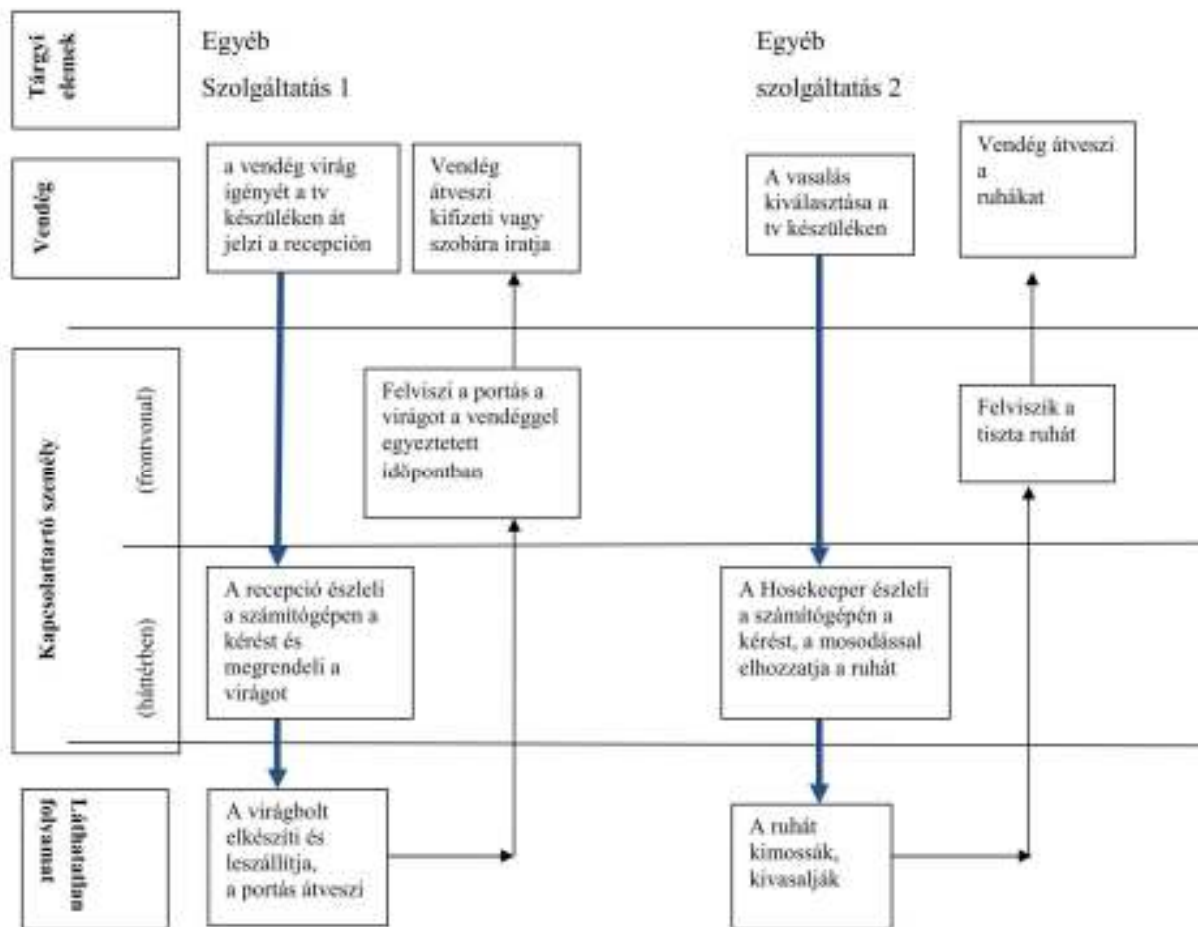 Tárgyi
elemek
Egyéb
Szolgáltatás 1
Egyéb
szolgáltatás 2
Vendég
a vendég virág
igényét a tv
készüléken át
jelzi a recepción
Vendég
átveszi
kifizeti vagy
szobára iratja
A vasalás
kiválasztása a
tv készüléken
Vendég átveszi
a
ruhákat
Kapcsolattartó személy
(frontvonal)
Felviszi a portás a
virágot a vendéggel
egyeztetett
időpontban
Felviszik a
tiszta ruhát
(háttérben)
A recepció észleli
a számítógépen a
kérést és
megrendeli a
virágot
A Hosekeeper észleli
a számítógépén a
kérést, a mosodással
elhozzatja a ruhát
Láthatatlan
folyamat
A virágbolt
elkészíti és
leszállítja,
a portás átveszi
A ruhát
kimossák,
kivasalják